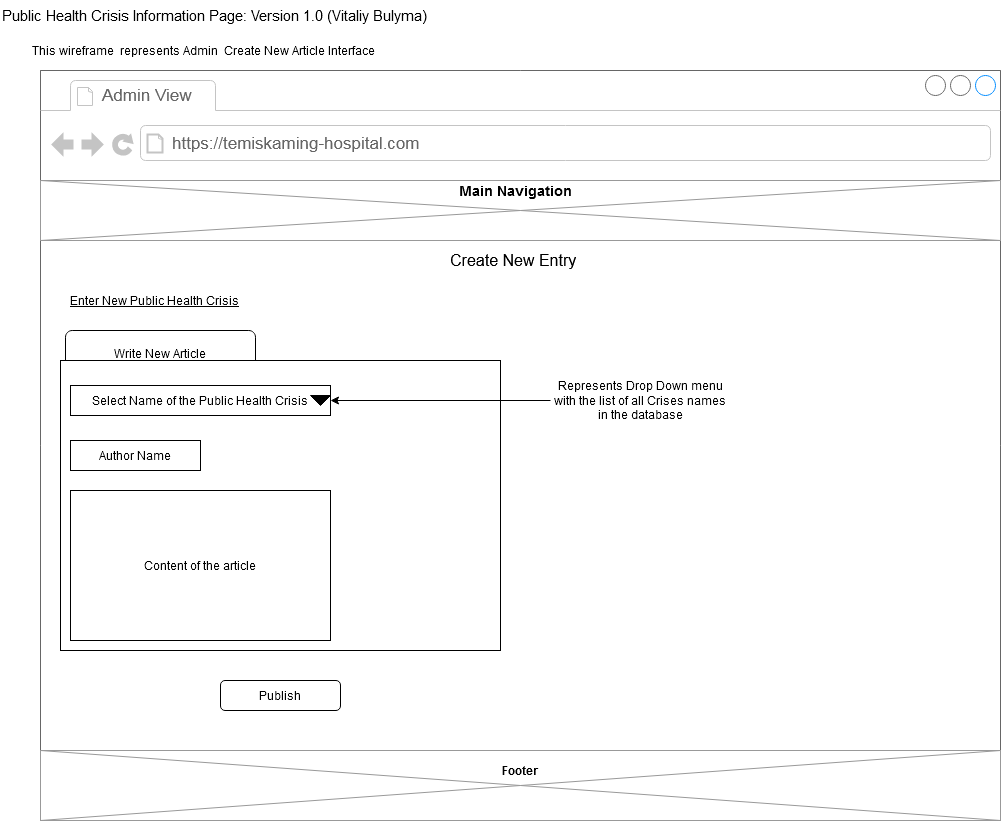 Public Health Crisis Information Page: Version 1.0 (Vitaliy Bulyma)
This wireframe represents Admin Create New Article Interface
Admin View
https://temiskaming-hospital.com
Main Navigation
Create New Entry
Enter New Public Health Crisis
Write New Article
Select Name of the Public Health Crisis
Represents Drop Down menu
with the list of all Crises names
in the database
Author Name
Content of the article
Publish
Footer